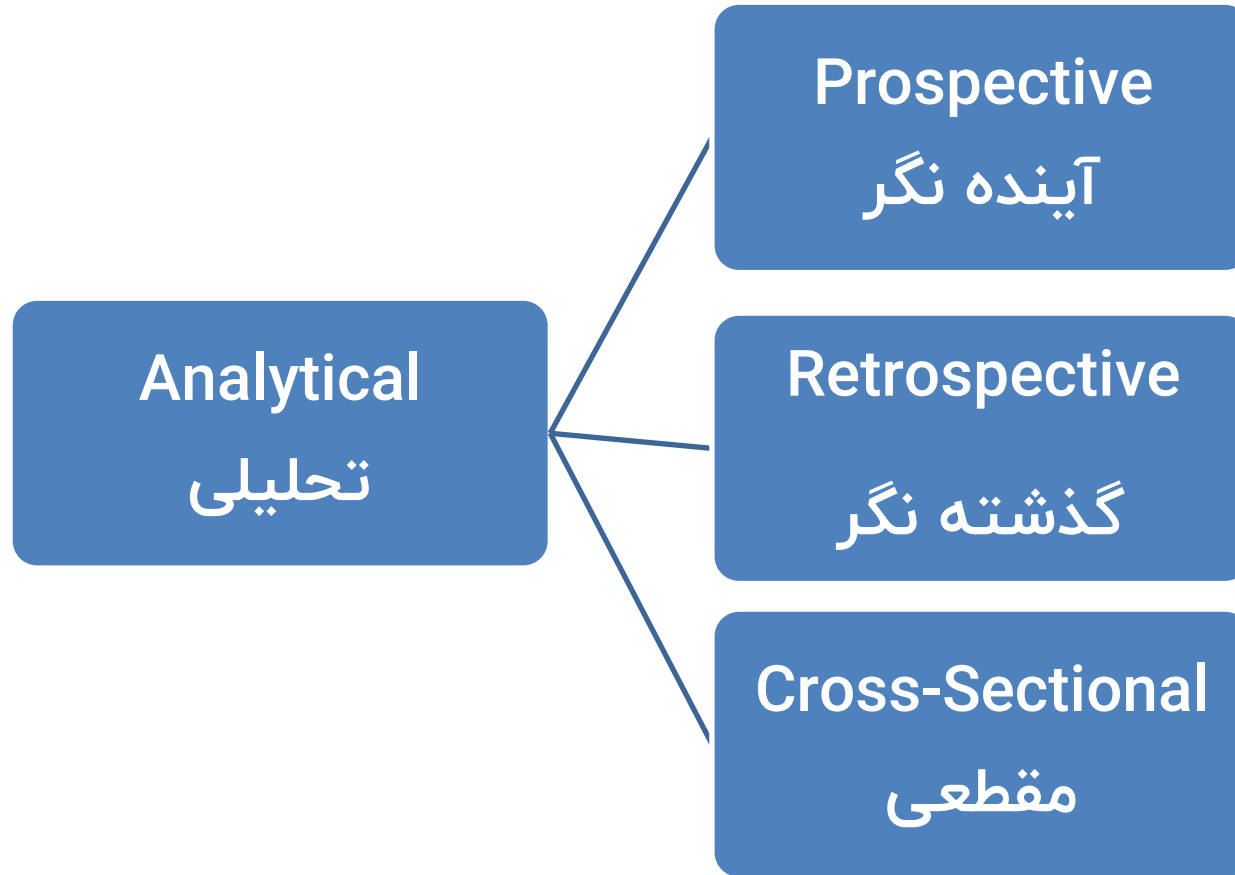 Analytical
تحلیلی
Prospective
آینده نگر
Retrospective
گذشته نگر
Cross-Sectional
مقطعی